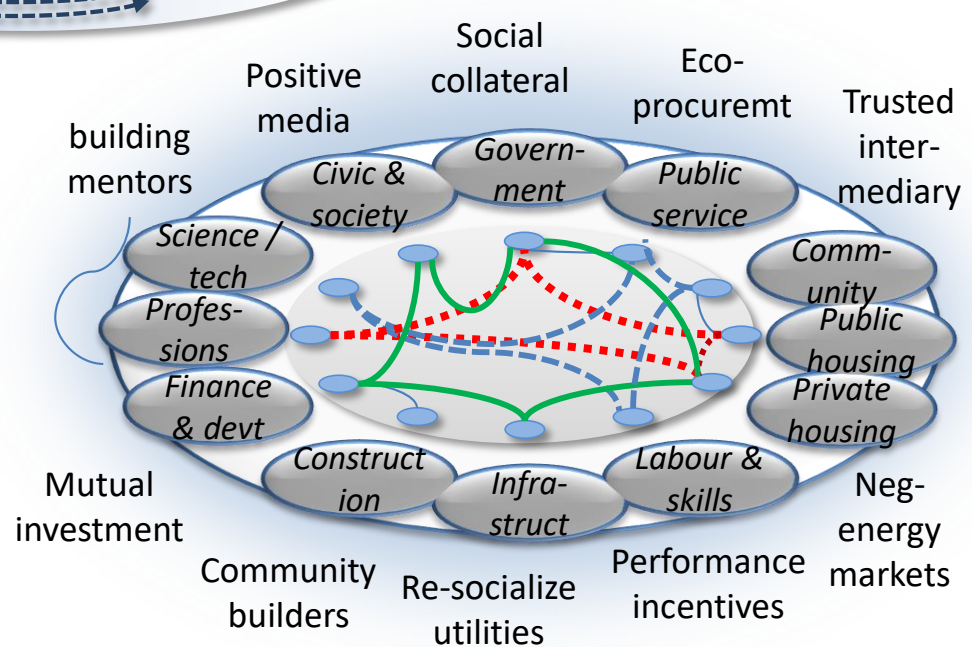 Social
collateral
Eco-
procuremt
Positive
media
Trusted
inter-
mediary
building
mentors
Govern-
ment
Civic &
society
Public
service
Science /
tech
Comm-
unity
Profes-
sions
Public
housing
Finance
& devt
Private
housing
Construct
ion
Infra-
struct
Labour &
skills
Mutual
investment
Neg-
energy
markets
Community
builders
Re-socialize
utilities
Performance
incentives